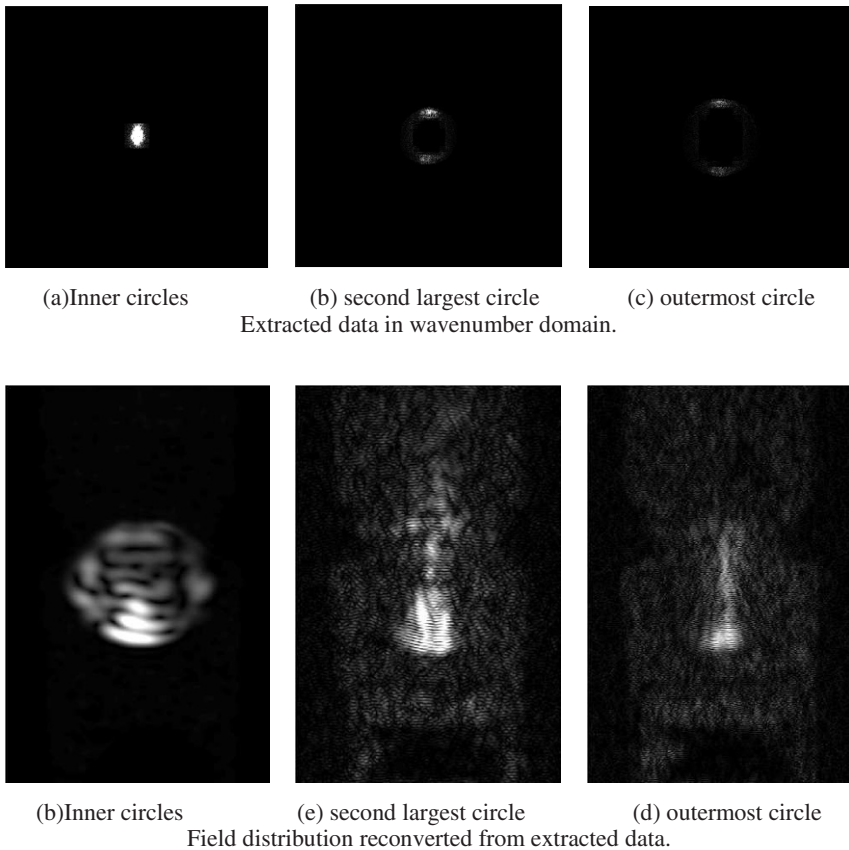 (a)Inner circles
(b) second largest circle
(c) outermost circle
Extracted data in wavenumber domain.
(b)Inner circles
(e) second largest circle
(d) outermost circle
Field distribution reconverted from extracted data.